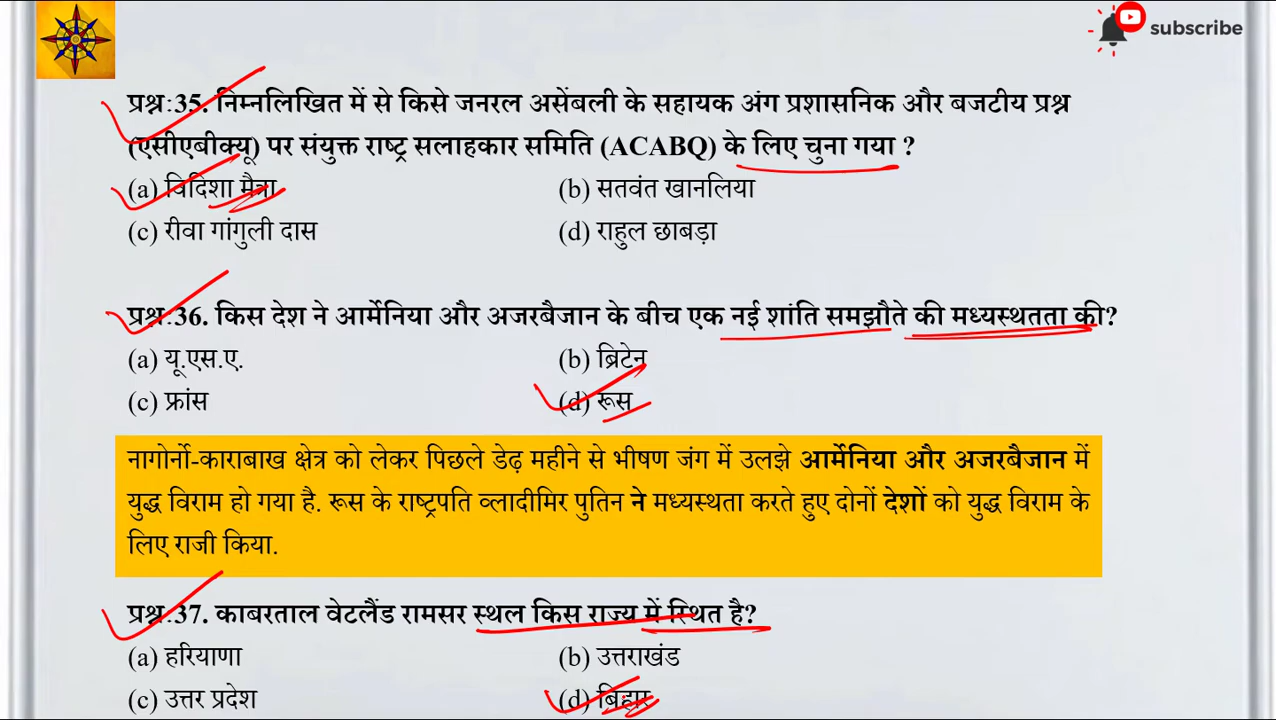 subscribe
प्रश्न:35. निम्नलिखित में से किसे जनरल असेंबली के सहायक अंग प्रशासनिक और बजटीय प्रश्न
(एसीएबीक्यू) पर संयुक्त राष्ट्र सलाहकार समिति (ACABQ) के लिए चुना गया ?
(a) विदिशा मैत्रा (b) सतवंत खानलिया
(c) रीवा गांगुली दास (d) राहुल छाबड़ा
प्रश्न:36. किस देश ने आर्मेनिया और अजरबैजान के बीच एक नई शांति समझौते की मध्यस्थतता की?
(a) यू.एस.ए. (b) ब्रिटेन
(c) फ्रांस (d) रूस
नागोर्नो-काराबाख क्षेत्र को लेकर पिछले डेढ़ महीने से भीषण जंग में उलझे आर्मेनिया और अजरबैजान में
युद्ध विराम हो गया है. रूस के राष्ट्रपति व्लादीमिर पुतिन ने मध्यस्थता करते हुए दोनों देशों को युद्ध विराम के
लिए राजी किया.
प्रश्न:37. काबरताल वेटलैंड रामसर स्थल किस राज्य में स्थित है?
(a) हरियाणा (b) उत्तराखंड
(c) उत्तर प्रदेश (d) बिहार